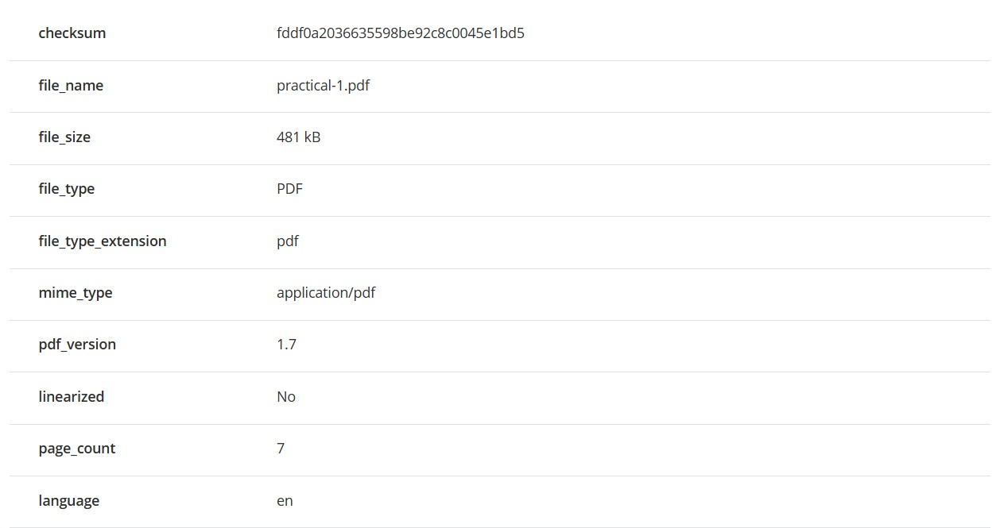 checksum fddf0a2036635598be92c8c0045e1bd5
file_name practical-1.pdf
file_size 481 kB
file_type PDF
file_type_extension pdf
mime_type application/pdf
pdf_version 1.7
linearized No
page_count 7
language en